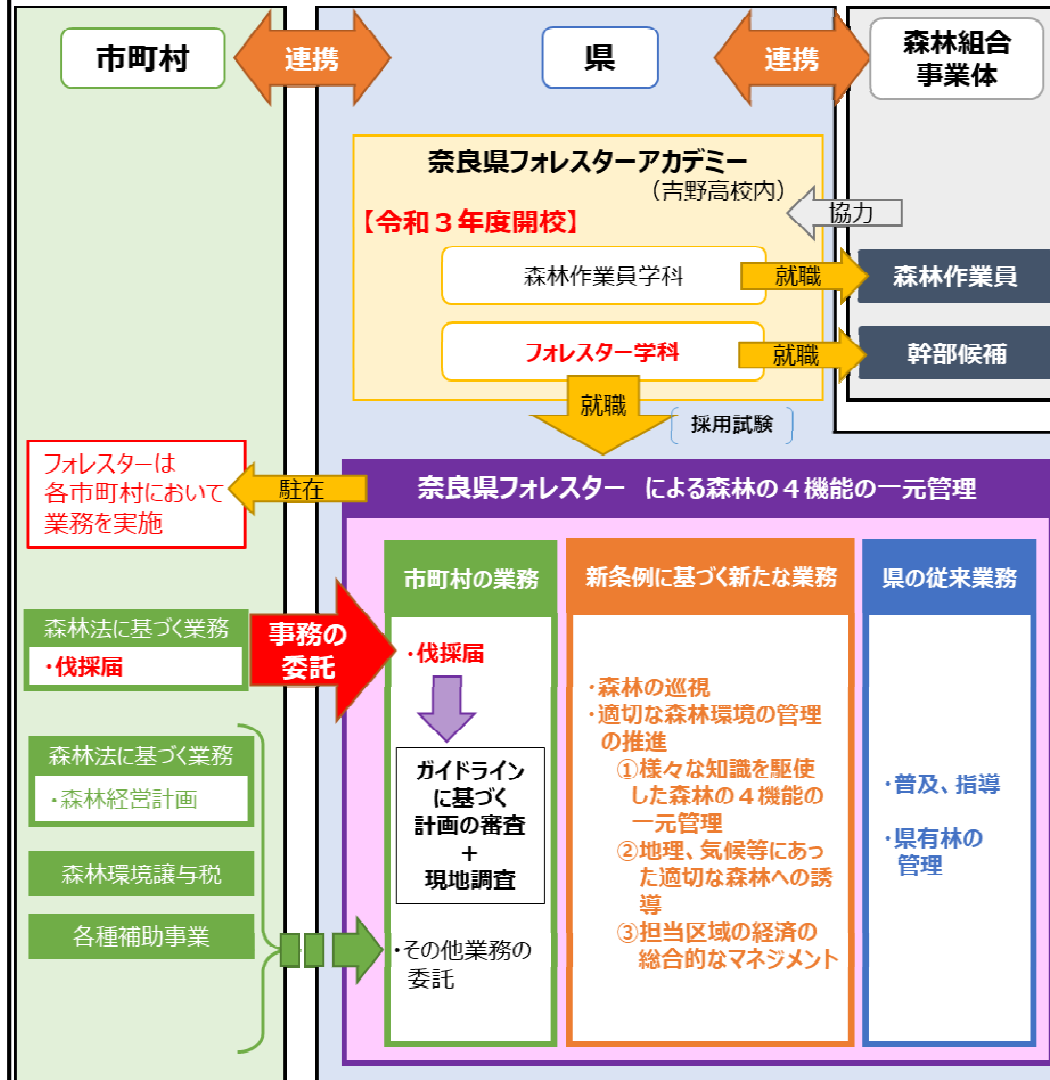 市町村
連携
県
連携
森林組合
事業体
奈良県フォレスターアカデミー
（吉野高校内）
【令和３年度開校】
協力
森林作業員学科
就職
森林作業員
フォレスター学科
就職
幹部候補
就職
採用試験
フォレスターは
各市町村において
業務を実施
駐在
奈良県フォレスター による森林の４機能の一元管理
市町村の業務
新条例に基づく新たな業務
県の従来業務
森林法に基づく業務
・伐採届
事務の
委託
・伐採届
ガイドライン
に基づく
計画の審査
＋
現地調査
・その他業務の
委託
・森林の巡視
・適切な森林環境の管理
の推進
①様々な知識を駆使
した森林の４機能の
一元管理
②地理、気候等にあっ
た適切な森林への誘
導
③担当区域の経済の
総合的なマネジメント
・普及、指導
・県有林の
管理
森林法に基づく業務
・森林経営計画
森林環境譲与税
各種補助事業